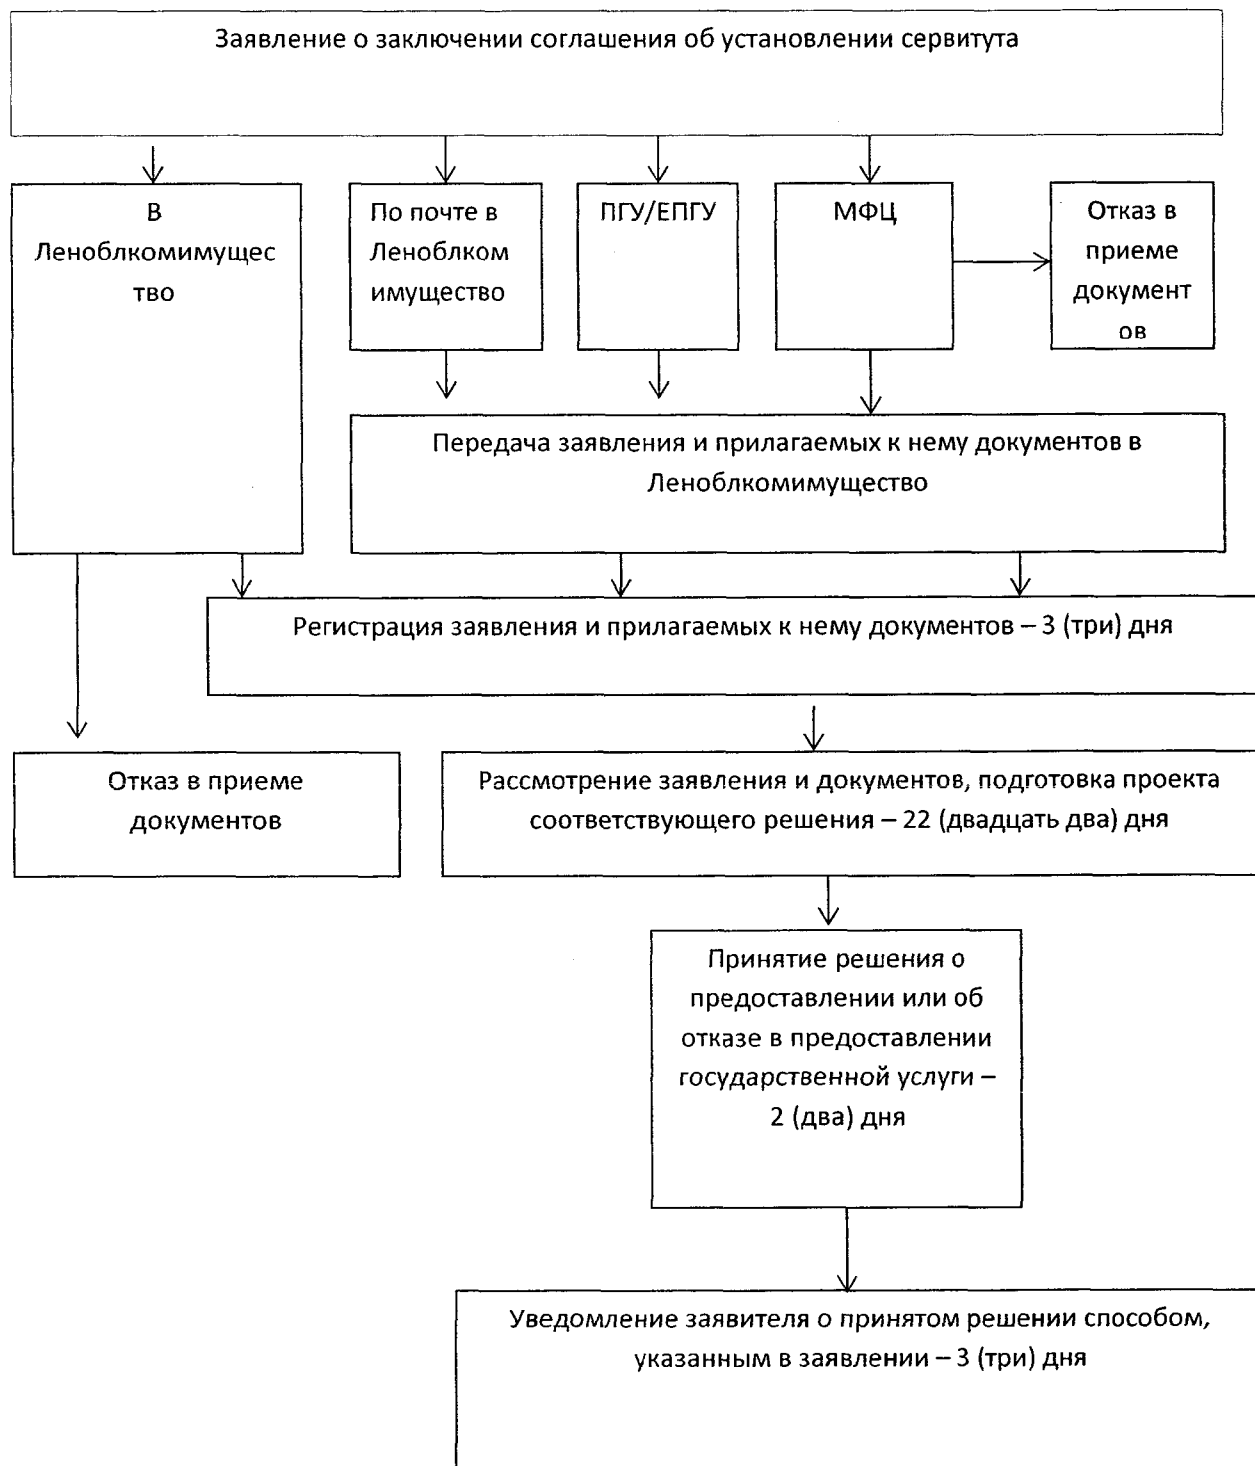 Заявление о заключении соглашения об установлении сервитута
В
Леноблкомимущес
тво
По почте в
Леноблком
имущество
ПГУ/ЕПГУ
МФЦ
Отказ в
приеме
документ
ов
Передача заявления и прилагаемых к нему документов в
Леноблкомимущество
Регистрация заявления и прилагаемых к нему документов – 3 (три) дня
Отказ в приеме
документов
Рассмотрение заявления и документов, подготовка проекта
соответствующего решения – 22 (двадцать два) дня
Принятие решения о
предоставлении или об
отказе в предоставлении
государственной услуги –
2 (два) дня
Уведомление заявителя о принятом решении способом,
указанным в заявлении – 3 (три) дня